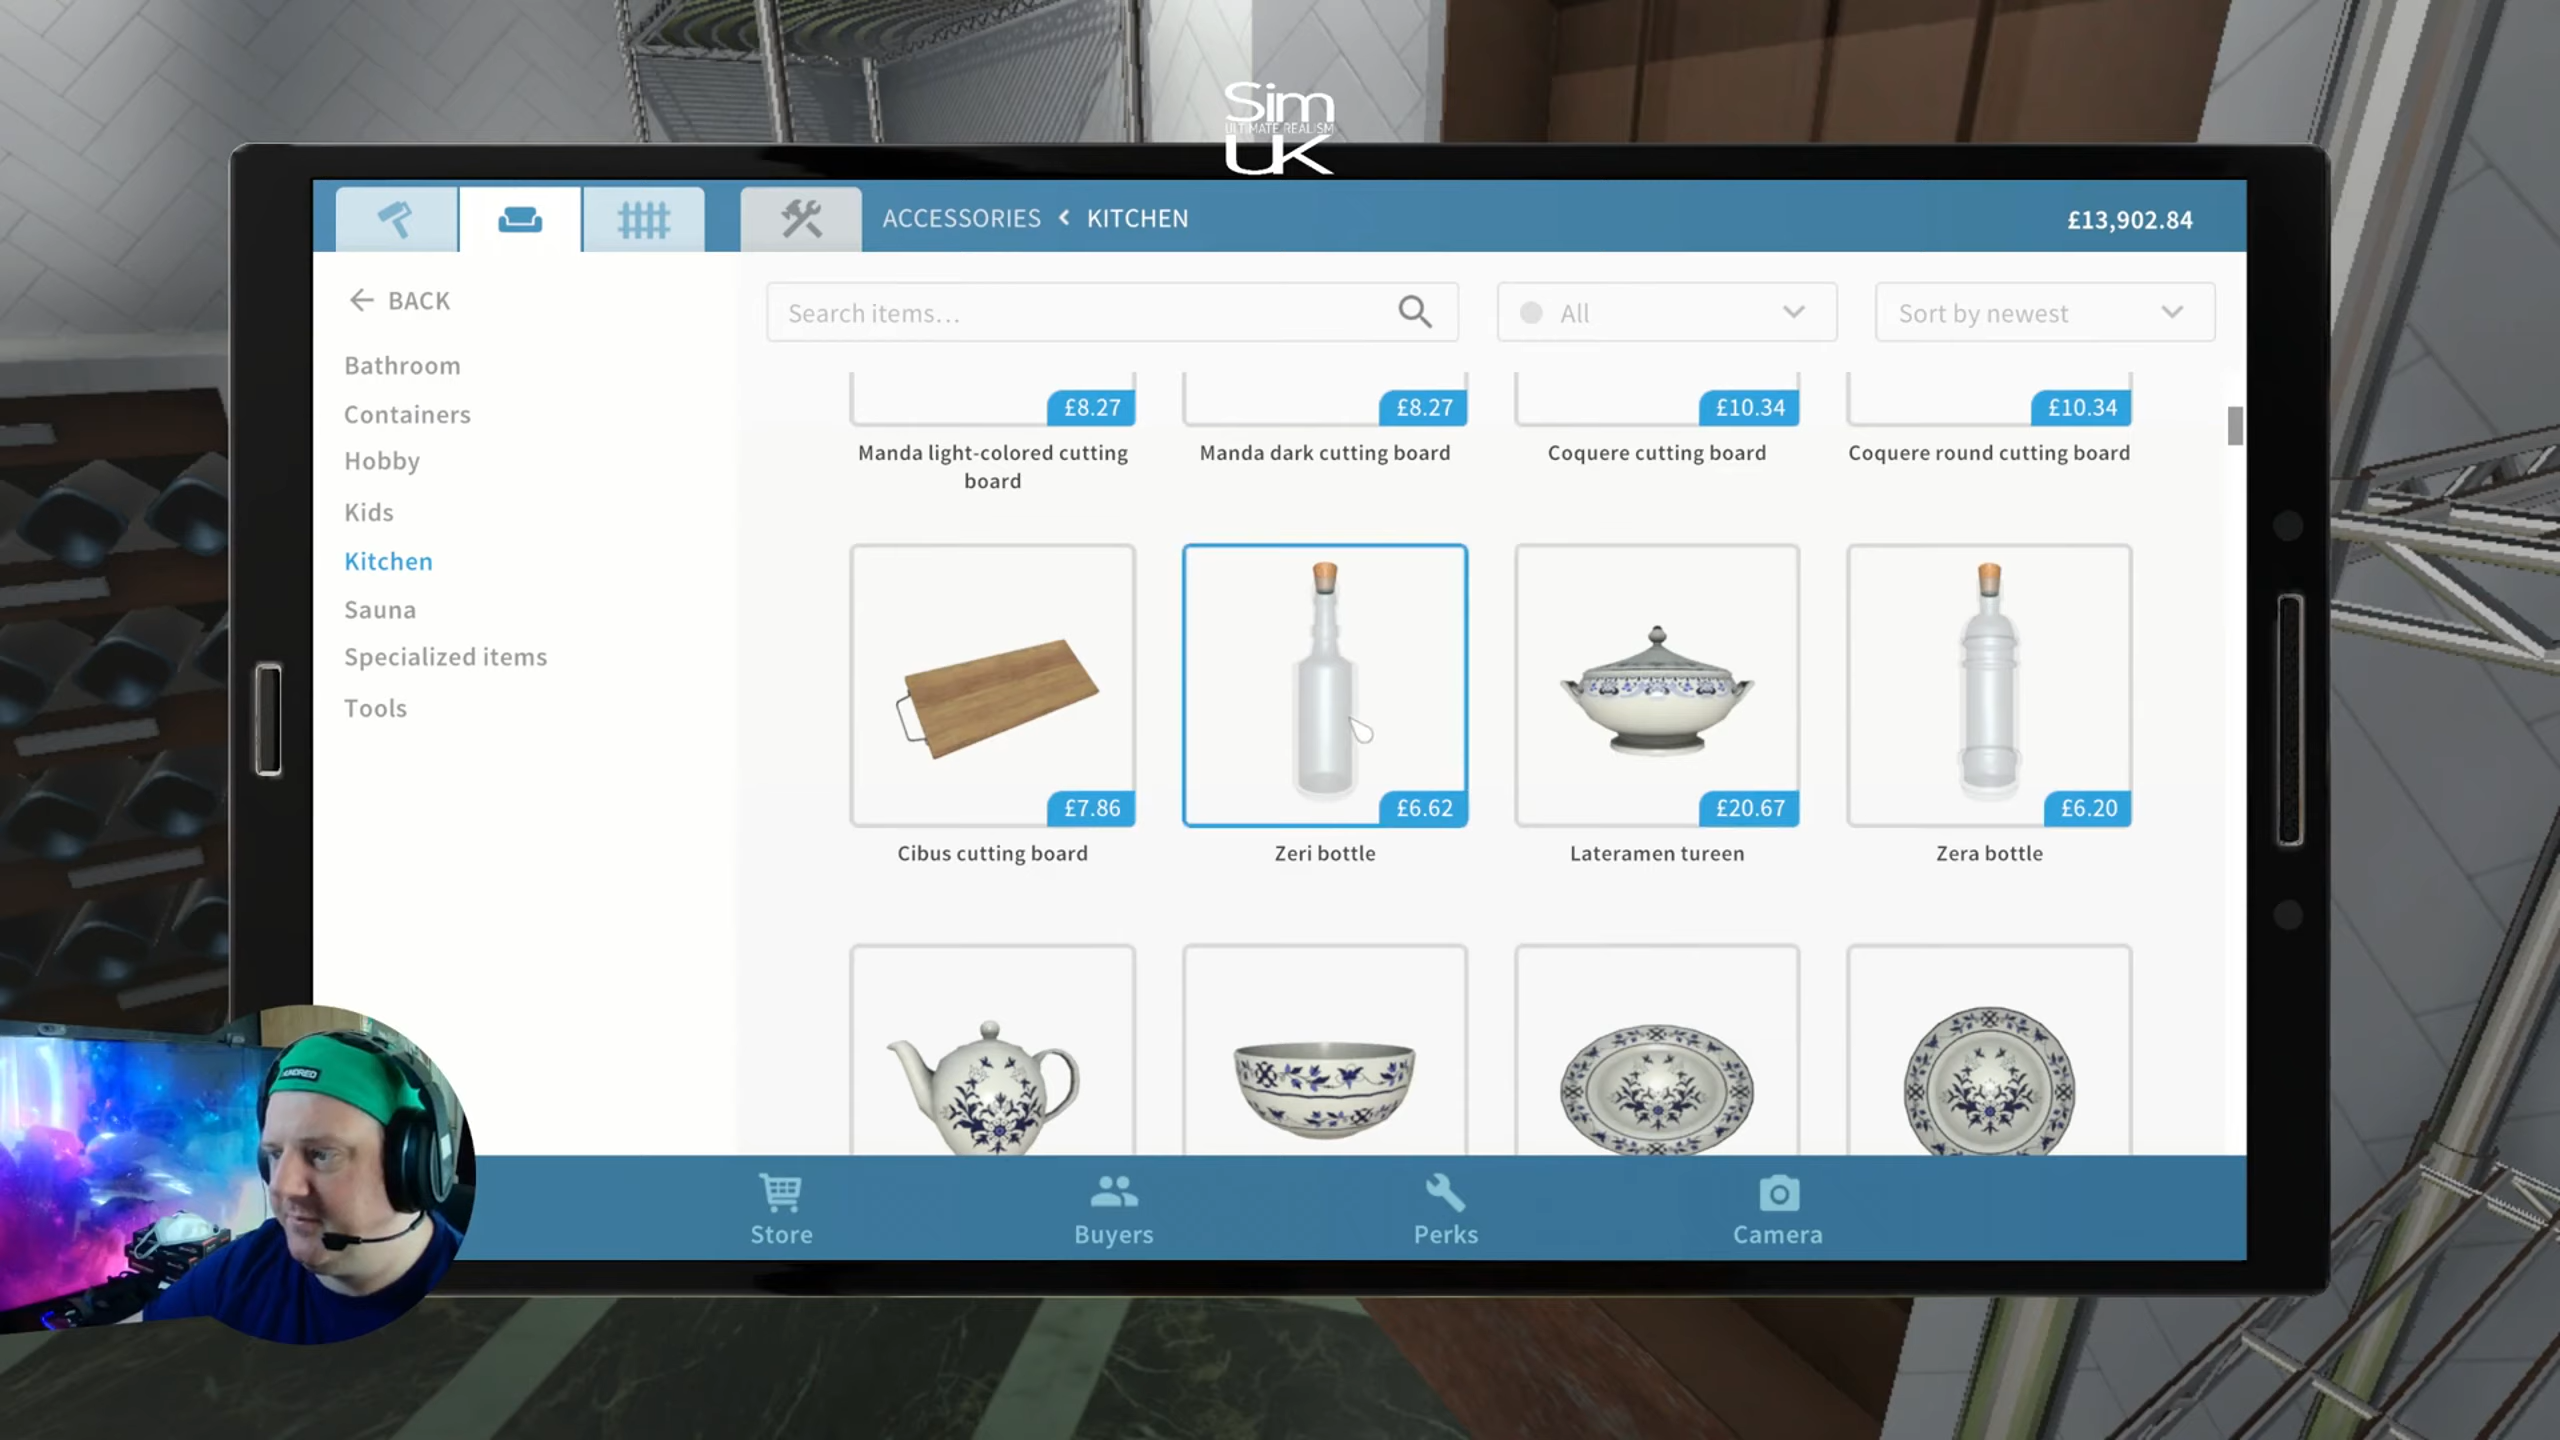 Sim
ULTIMATE REALISM
UK
ACCESSORIES < KITCHEN
£13,902.84
BACK
Search items…
All
Sort by newest
Bathroom
Containers
Hobby
Kids
Kitchen
Sauna
Specialized items
Tools
£8.27
£8.27
£10.34
£10.34
Manda light-colored cutting
board
Manda dark cutting board
Coquere cutting board
Coquere round cutting board
£7.86
£6.62
£20.67
£6.20
Cibus cutting board
Zeri bottle
Lateramen tureen
Zera bottle
Store
Buyers
Perks
Camera